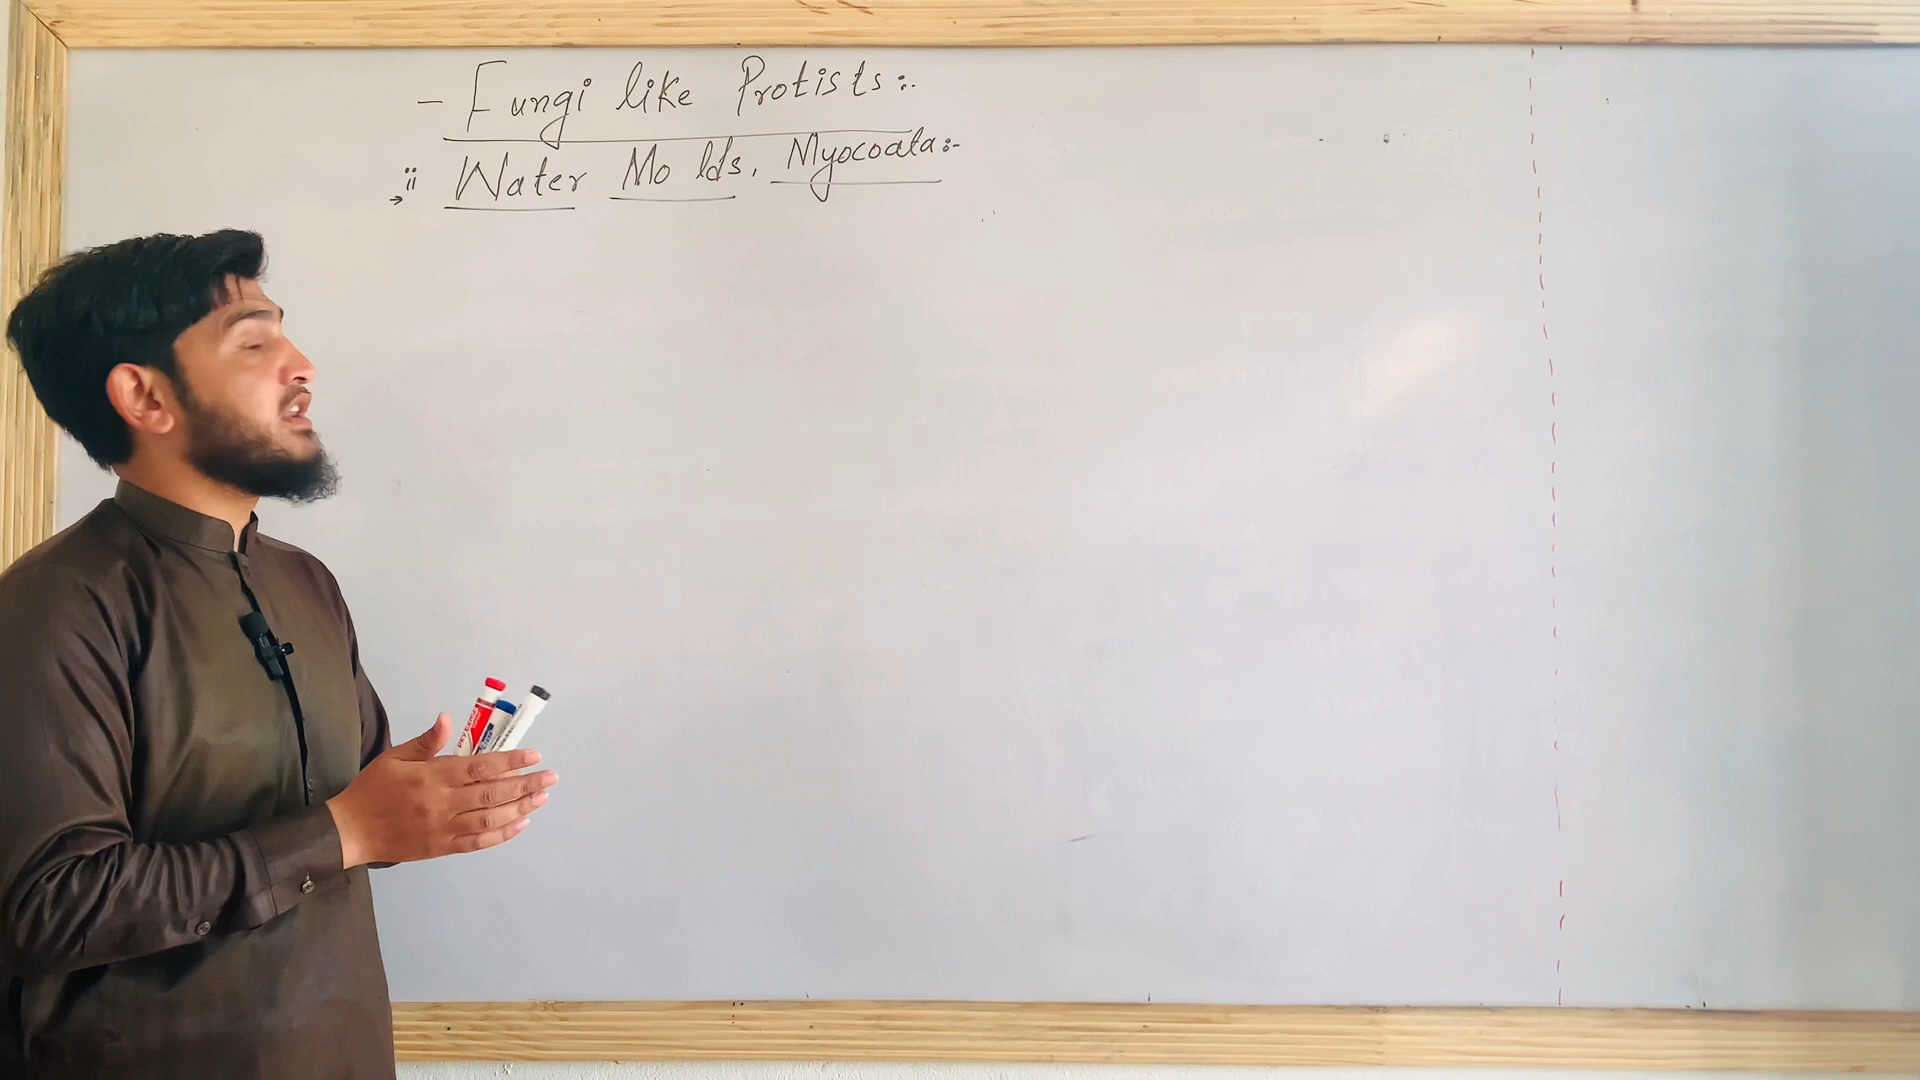 - Fungi like Protists:-
ii Water Molds, Myocoata:-